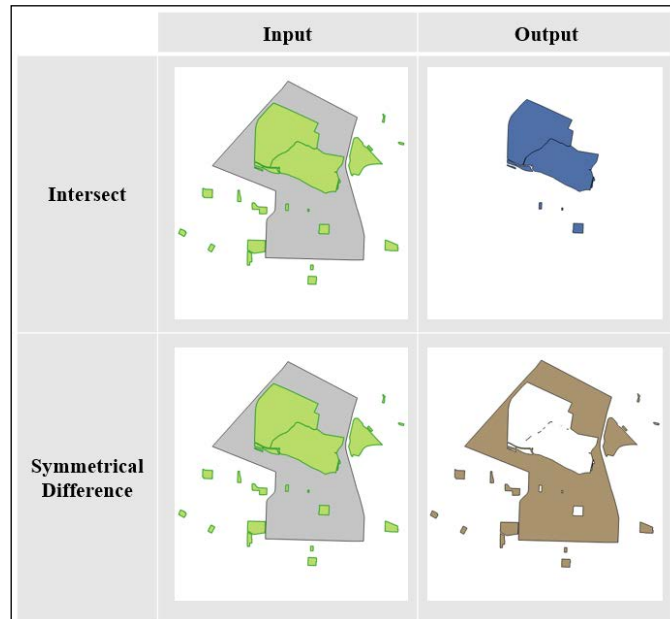 Input
Output
Intersect
Symmetrical
Difference